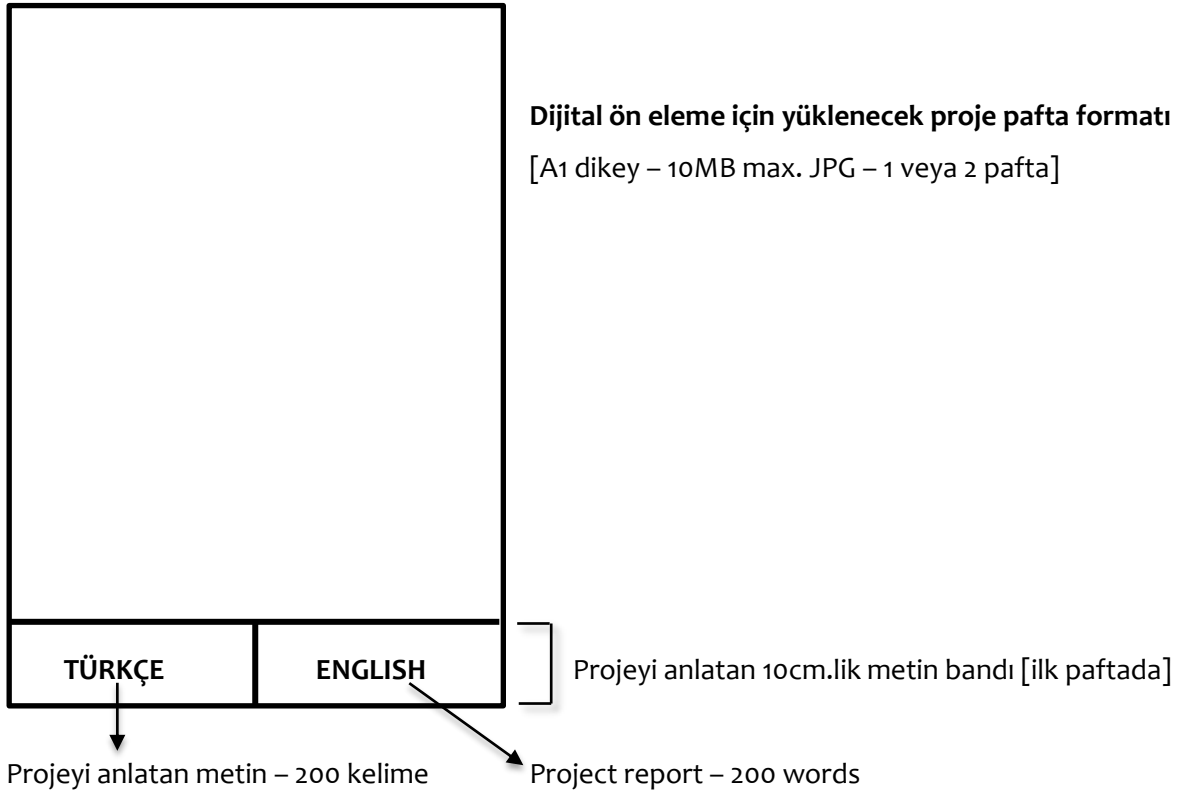 Dijital ön eleme için yüklenecek proje pafta formatı
[A1 dikey – 10MB max. JPG – 1 veya 2 pafta]
TÜRKÇE
ENGLISH
Projeyi anlatan 10cm.lik metin bandı [ilk paftada]
Projeyi anlatan metin – 200 kelime
Project report – 200 words